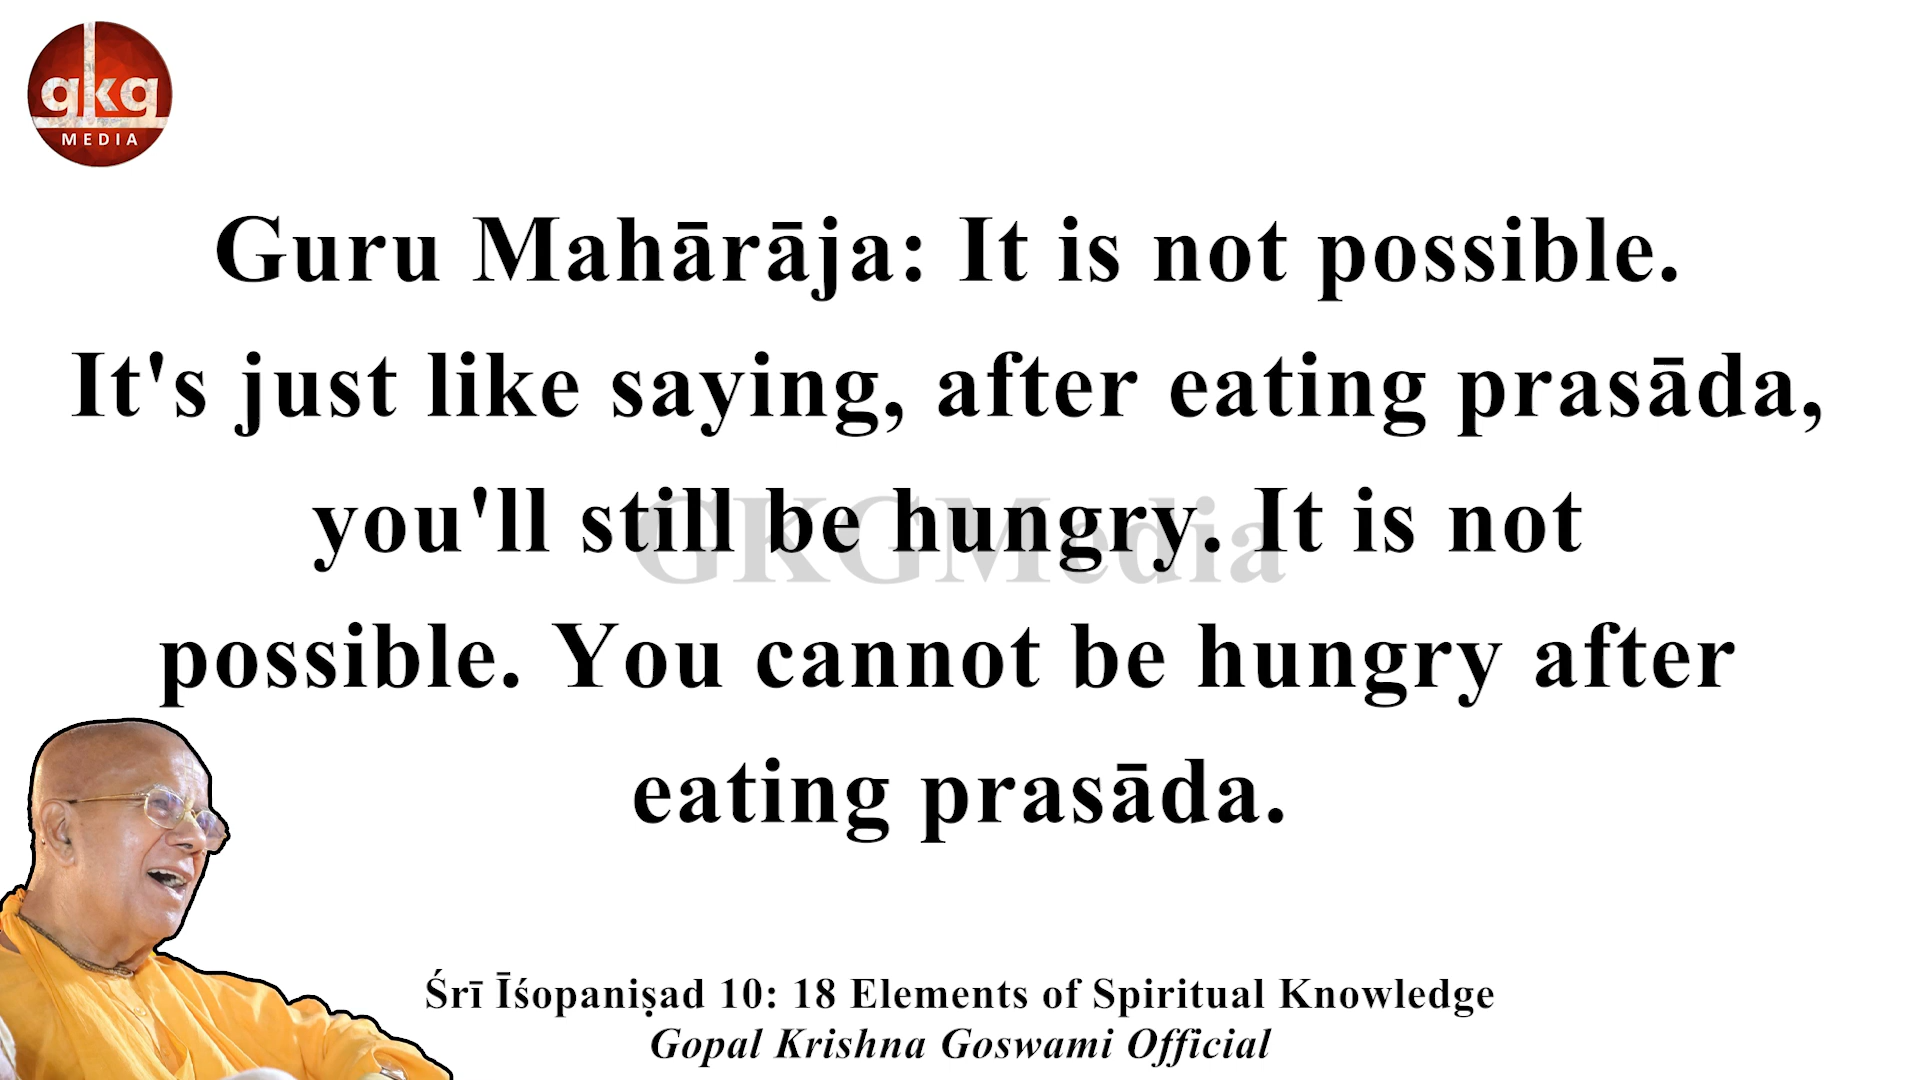 gkg
MEDIA
Guru Mahārāja: It is not possible.
It's just like saying, after eating prasāda,
you'll still be hungry. It is not
possible. You cannot be hungry after
eating prasāda.
GKGMedia
Śrī Īśopaniṣad 10: 18 Elements of Spiritual Knowledge
Gopal Krishna Goswami Official